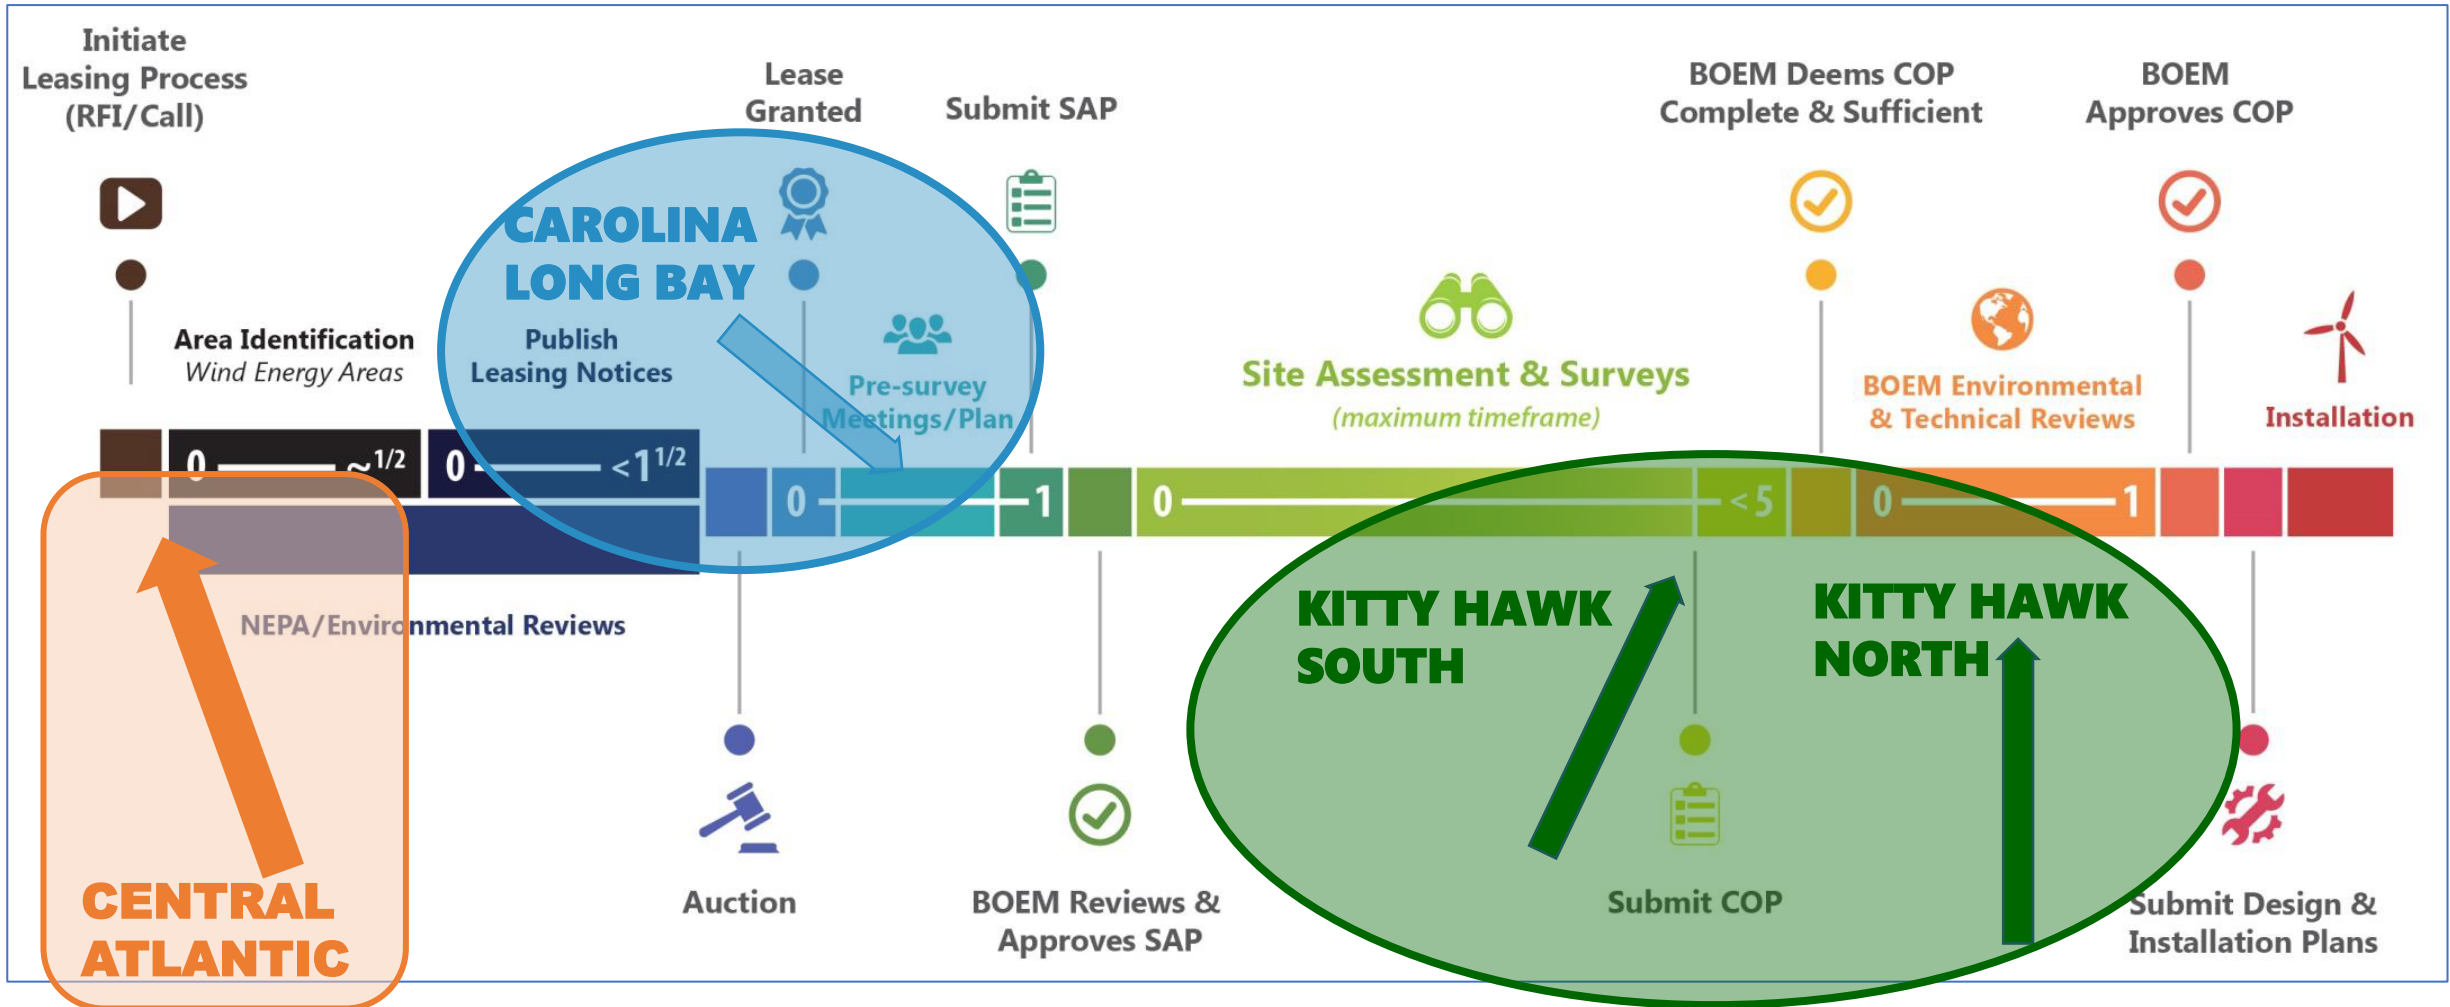 Initiate
Leasing Process
(RFI/Call)
Lease
Granted
Submit SAP
BOEM Deems COP
Complete & Sufficient
BOEM
Approves COP
CAROLINA
LONG BAY
Area Identification
Wind Energy Areas
Publish
Leasing Notices
Pre-survey
Meetings/Plan
Site Assessment & Surveys
(maximum timeframe)
BOEM Environmental
& Technical Reviews
Installation
0 ~1/2
0 <1 1/2
0 1
0 <5
0 1
NEPA/Environmental Reviews
KITTY HAWK
SOUTH
KITTY HAWK
NORTH
CENTRAL
ATLANTIC
Auction
BOEM Reviews &
Approves SAP
Submit COP
Submit Design &
Installation Plans